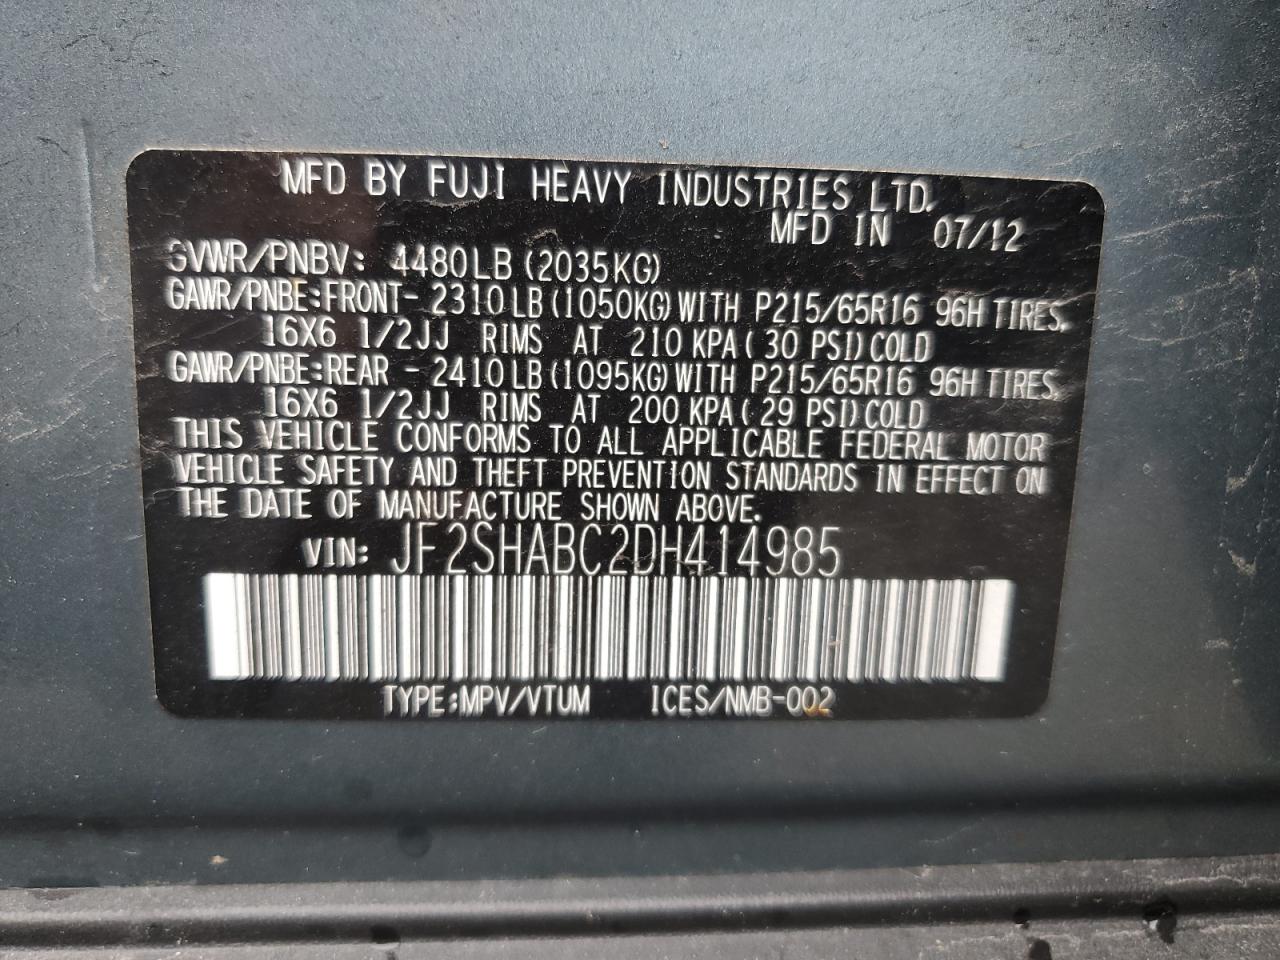 MFD BY FUJI HEAVY INDUSTRIES LTD.
MFD IN 07/12
GVWR/PNBV: 4480LB (2035KG)
GAWR/PNBE:FRONT- 2310LB (1050KG) WITH P215/65R16 96H TIRES,
16X6 1/2JJ RIMS AT 210 KPA ( 30 PSI) COLD
GAWR/PNBE:REAR - 2410LB (1095KG) WITH P215/65R16 96H TIRES,
16X6 1/2JJ RIMS AT 200 KPA ( 29 PSI) COLD
THIS VEHICLE CONFORMS TO ALL APPLICABLE FEDERAL MOTOR
VEHICLE SAFETY AND THEFT PREVENTION STANDARDS IN EFFECT ON
THE DATE OF MANUFACTURE SHOWN ABOVE.
VIN: JF2SHABC2DH414985
TYPE:MPV/VTUM ICES/NMB-002